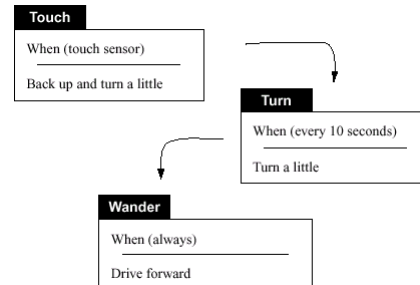 Touch
When (touch sensor)
Back up and turn a little
Turn
When (every 10 seconds)
Turn a little
Wander
When (always)
Drive forward